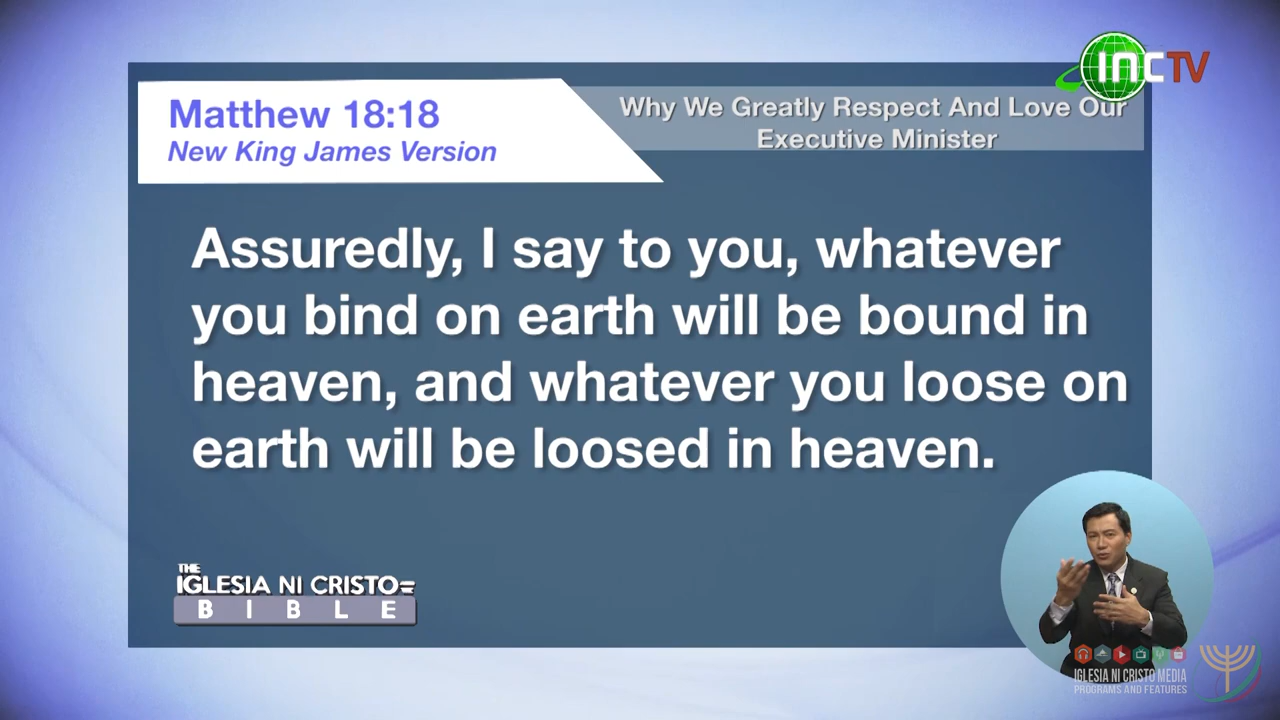 INCTV
Matthew 18:18
New King James Version
Why We Greatly Respect And Love Our
Executive Minister
Assuredly, I say to you, whatever
you bind on earth will be bound in
heaven, and whatever you loose on
earth will be loosed in heaven.
THE
IGLESIA NI CRISTO
BIBLE
IGLESIA NI CRISTO MEDIA
PROGRAMS AND FEATURES